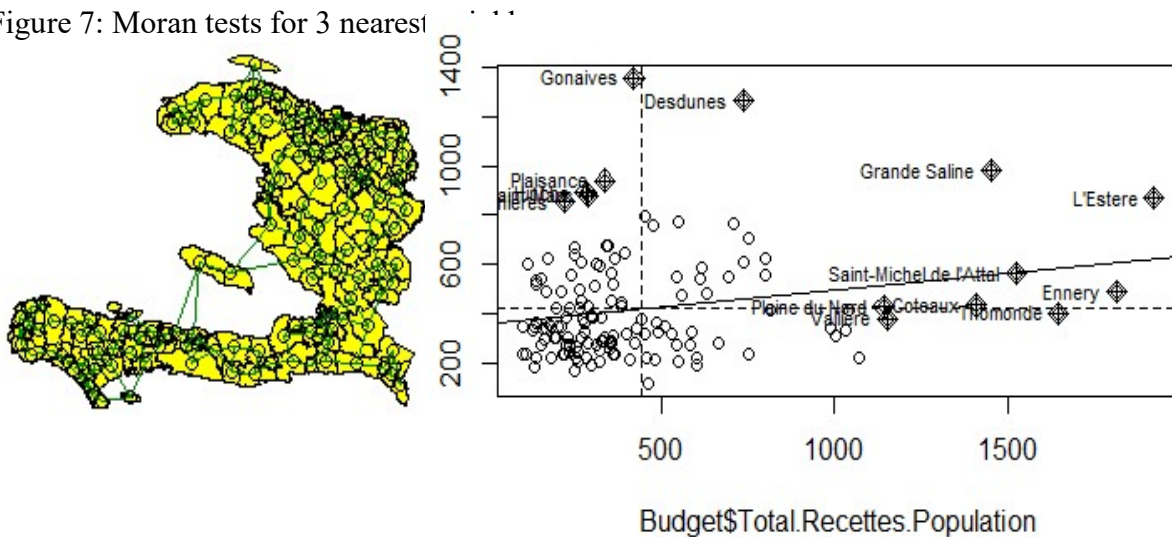 Figure 7: Moran tests for 3 nearest
1400
1000
600
200
Gonaives
Desdunes
Grande Saline
L'Estere
Plaisance
Saint-Michel de l'Attal
Ennery
Plaine du Nord
Coteaux
Thomonde
Valliere
500 1000 1500
Budget$Total.Recettes.Population